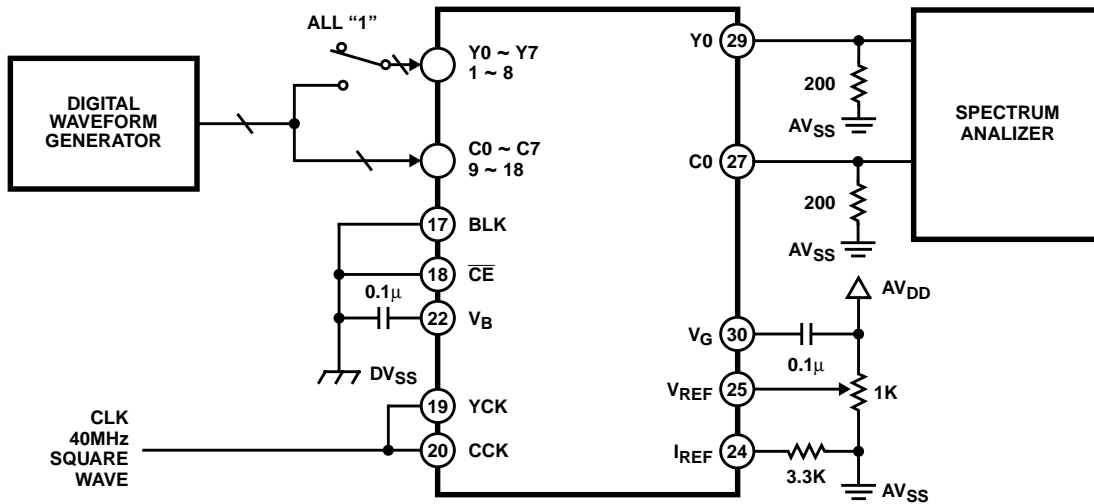 ALL “1”
DIGITAL
WAVEFORM
GENERATOR
Y0 ~ Y7
1 ~ 8
C0 ~ C7
9 ~ 18
17 BLK
18 CE
0.1µ
22 VB
DVSS
19 YCK
20 CCK
CLK
40MHz
SQUARE
WAVE
Y0 29
200
AVSS
C0 27
200
AVSS
SPECTRUM
ANALIZER
AVDD
VG 30
0.1µ
VREF 25
1K
IREF 24
3.3K
AVSS